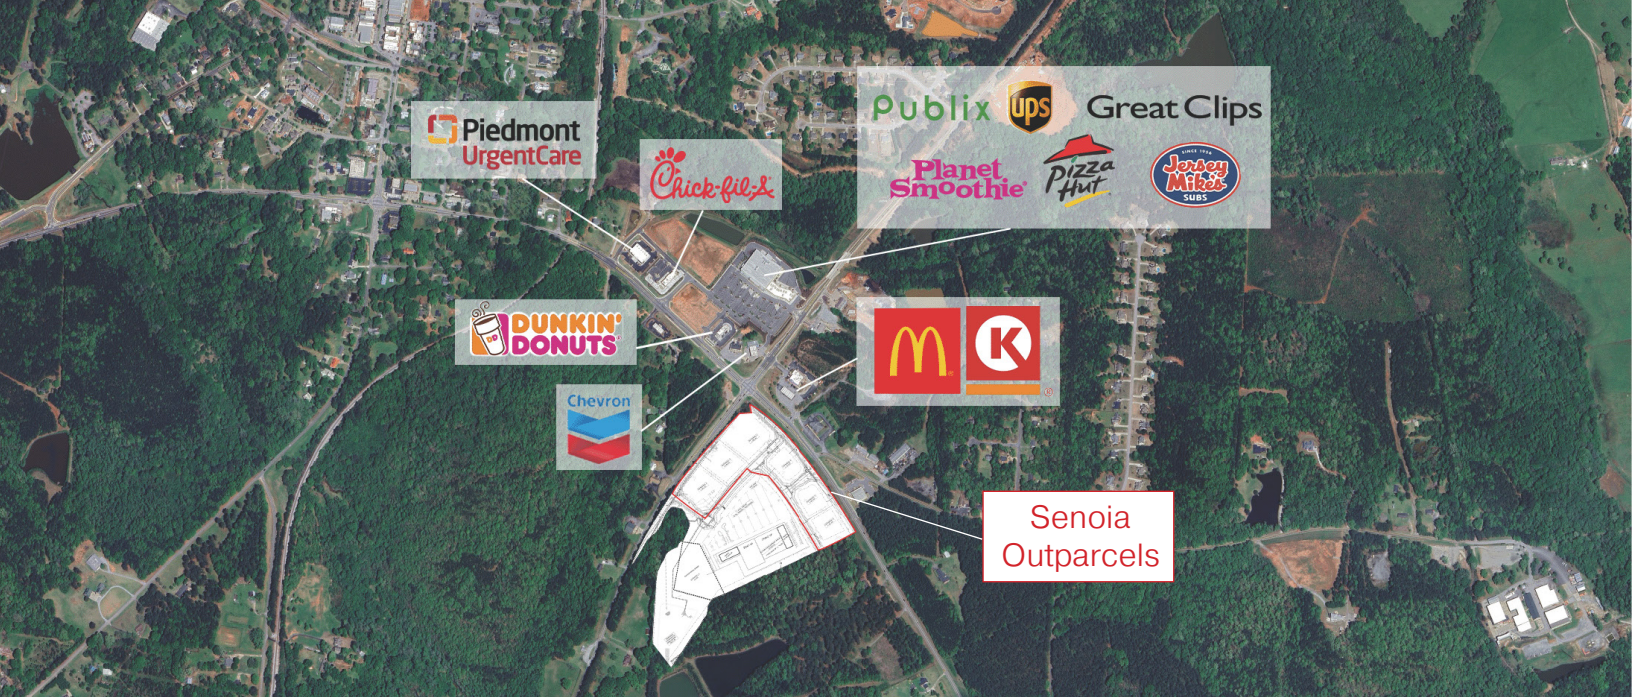 Publix
ups
Great Clips
Piedmont
UrgentCare
Chick-fil-A
Planet
Smoothie
Pizza
Hut
SINCE 1956
Jersey
Mike's
SUBS
DUNKIN'
DONUTS
DD
M
K
Chevron
Senoia
Outparcels